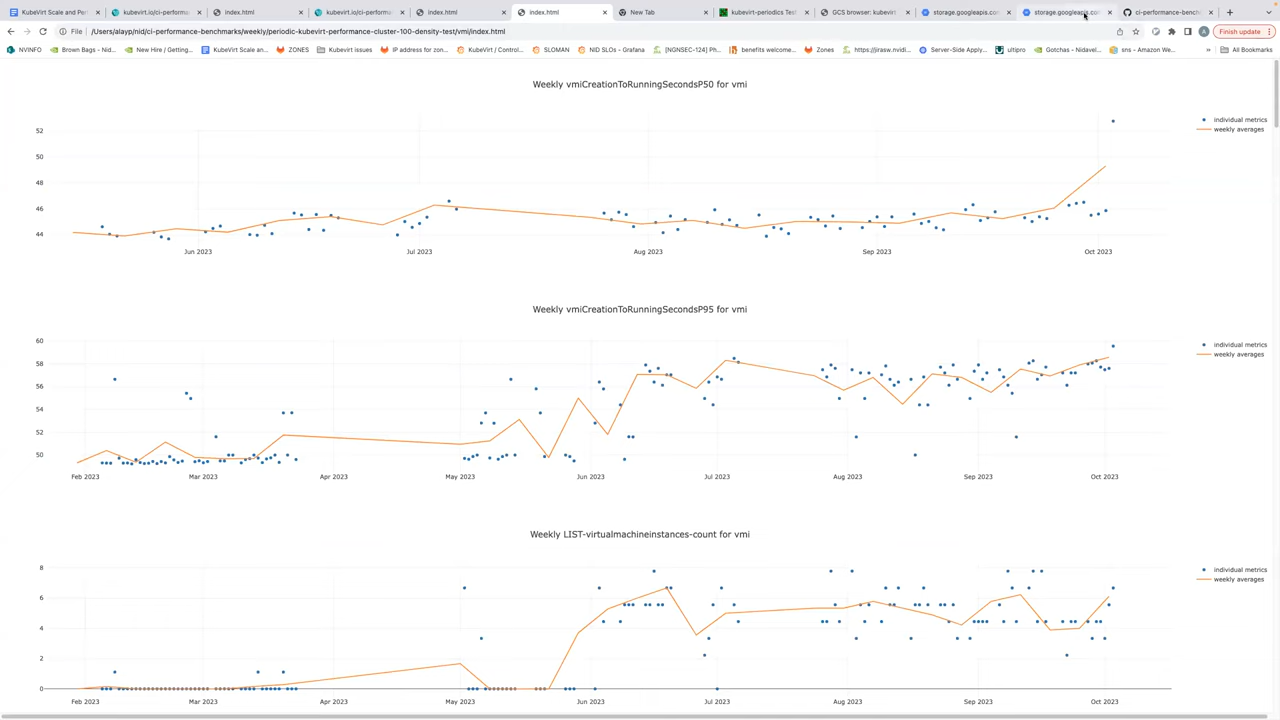 KubeVirt Scale and Per
kubevirt.io/ci-performa
index.html
kubevirt.io/ci-performa
index.html
index.html
New Tab
kubevirt-periodics Test
GCS browser: kubevirt
storage.googleapis.com
storage.googleapis.co
ci-performance-bench
File
/Users/alayp/nid/ci-performance-benchmarks/weekly/periodic-kubevirt-performance-cluster-100-density-test/vmi/index.html
A
Finish update
NVINFO
Brown Bags - Nid...
New Hire / Getting...
KubeVirt Scale an...
ZONES
IP address for zon...
KubeVirt / Control...
SLOMAN
NID SLOs - Grafana
[NGNSEC-124] Ph...
benefits welcome...
Zones
https://jirasw.nvidi...
Server-Side Apply...
ultipro
Gotchas - Nidavel...
sns - Amazon We...
»
All Bookmarks
Weekly vmiCreationToRunningSecondsP50 for vmi
individual metrics
weekly averages
52
50
48
46
44
Jun 2023
Jul 2023
Aug 2023
Sep 2023
Oct 2023
Weekly vmiCreationToRunningSecondsP95 for vmi
individual metrics
weekly averages
60
58
56
54
52
50
Feb 2023
Mar 2023
Apr 2023
May 2023
Jun 2023
Jul 2023
Aug 2023
Sep 2023
Oct 2023
Weekly LIST-virtualmachineinstances-count for vmi
individual metrics
weekly averages
8
6
4
2
0
Feb 2023
Mar 2023
Apr 2023
May 2023
Jun 2023
Jul 2023
Aug 2023
Sep 2023
Oct 2023